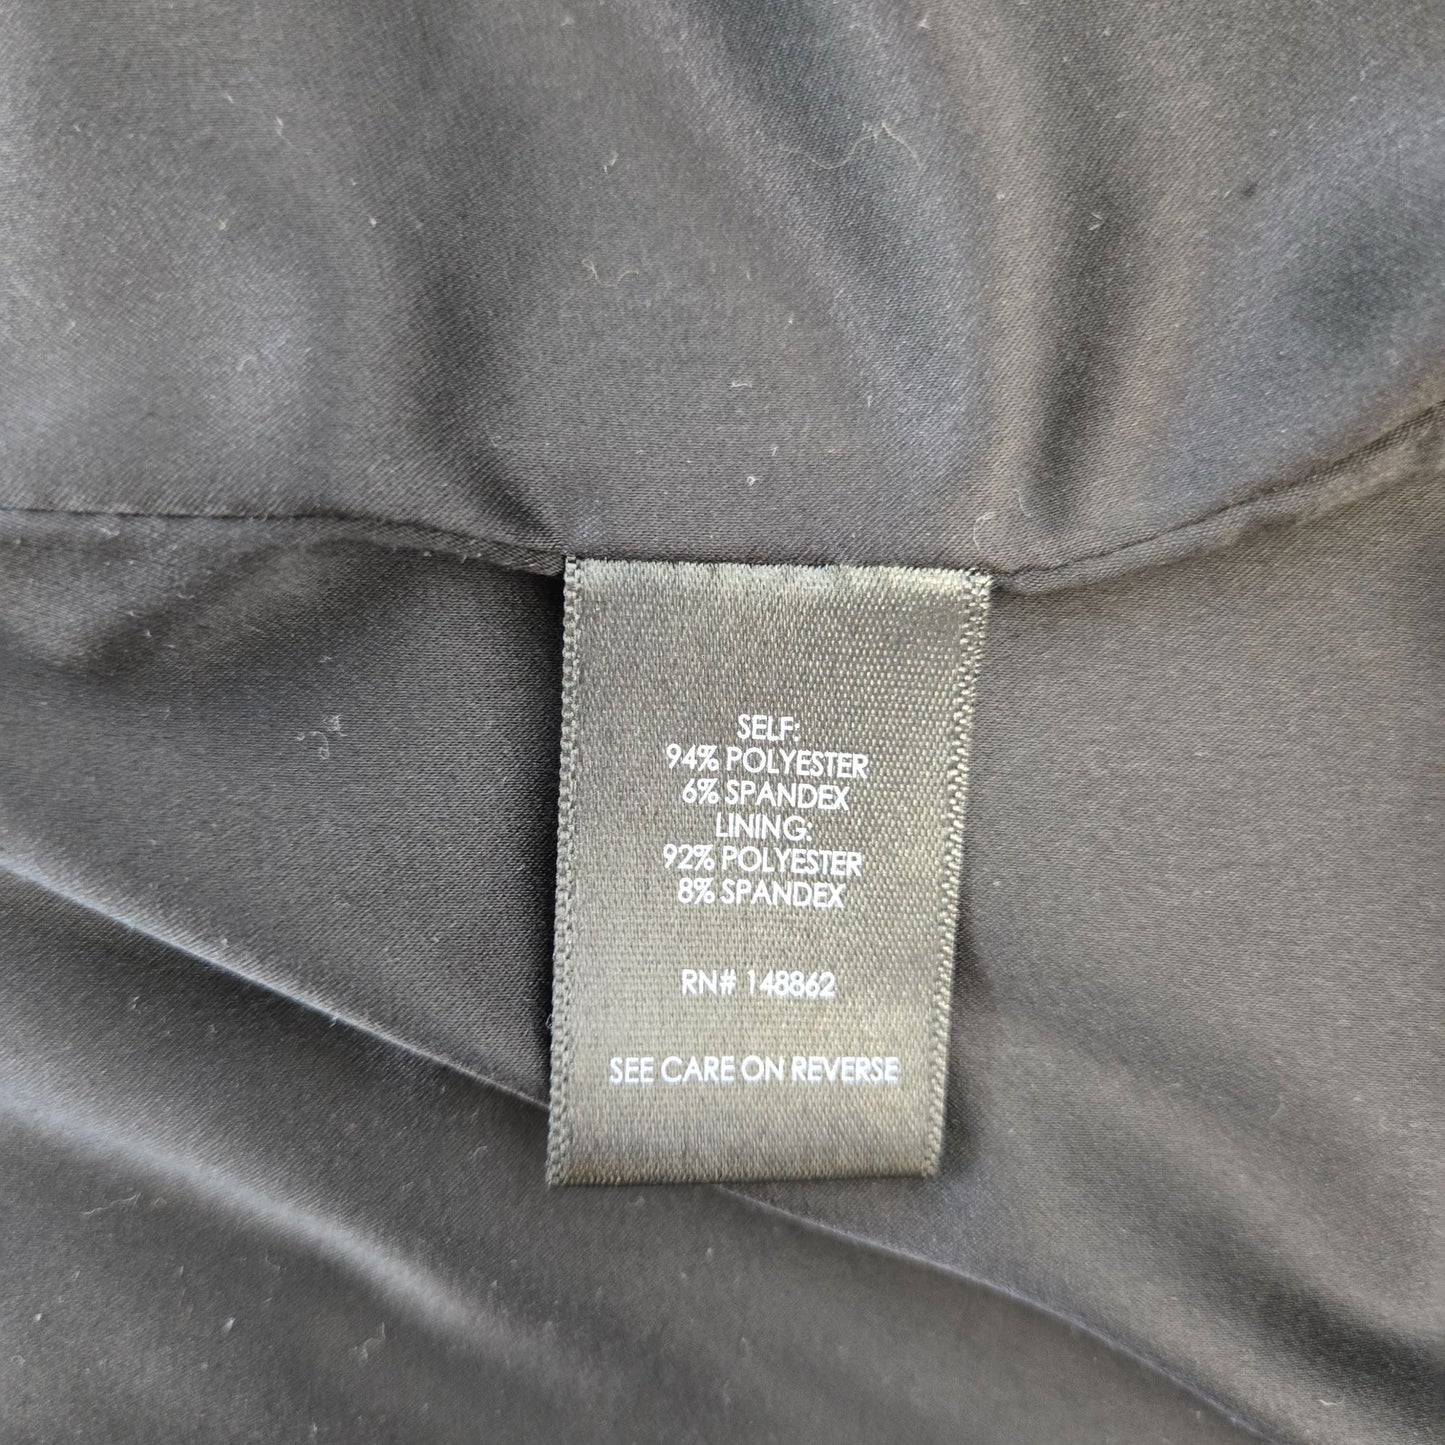 SELF:
94% POLYESTER
6% SPANDEX
LINING:
92% POLYESTER
8% SPANDEX
RN# 148862
SEE CARE ON REVERSE